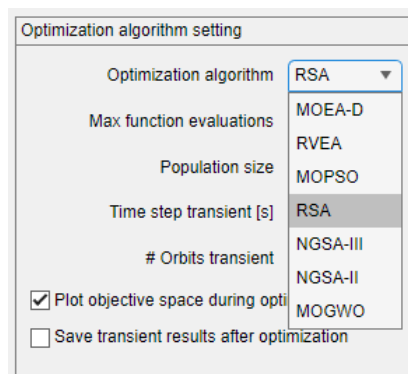 Optimization algorithm setting
Optimization algorithm RSA
MOEA-D
Max function evaluations
RVEA
Population size
MOPSO
Time step transient [s]
RSA
NGSA-III
# Orbits transient
NGSA-II
Plot objective space during opti
MOGWO
Save transient results after optimization